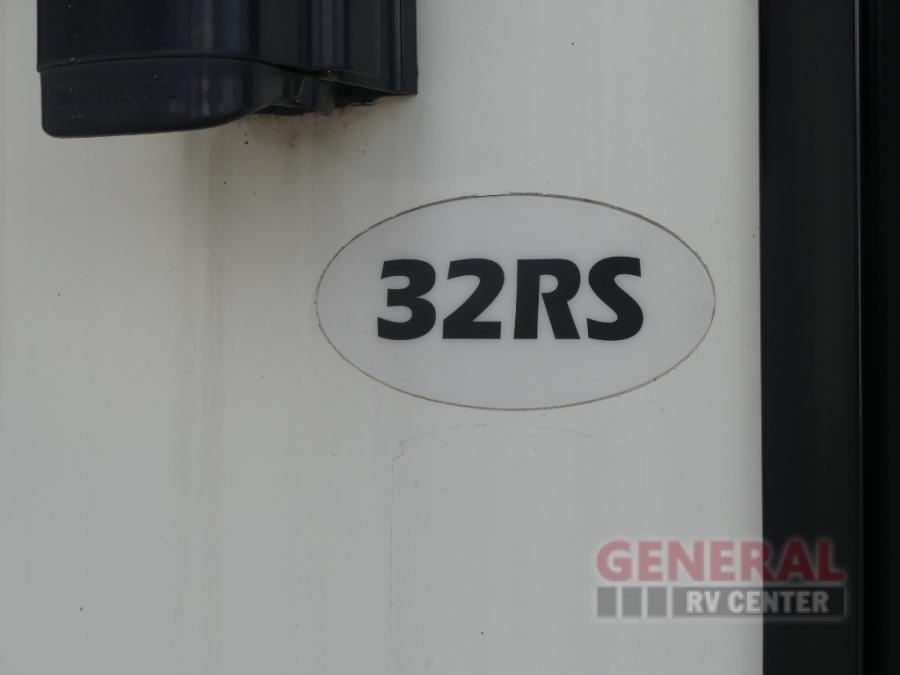 32RS
GENERAL
RV CENTER